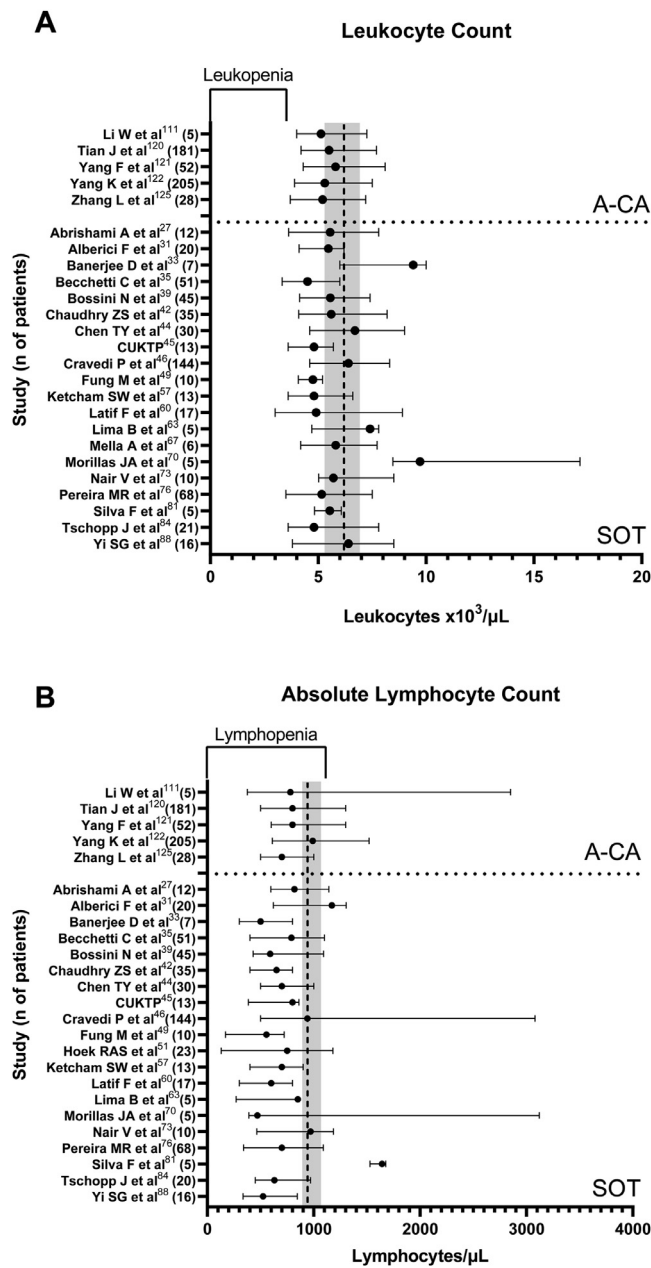 A
Leukocyte Count
Leukopenia
Li W et al111 (5)
Tian J et al120 (181)
Yang F et al121 (52)
Yang K et al122 (205)
Zhang L et al125 (28)
A-CA
Abrishami A et al27 (12)
Alberici F et al31 (20)
Banerjee D et al33 (7)
Becchetti C et al35 (51)
Bossini N et al39 (45)
Chaudhry ZS et al42 (35)
Chen TY et al44 (30)
CUKTP45(13)
Cravedi P et al46(144)
Fung M et al49 (10)
Ketcham SW et al57 (13)
Latif F et al60 (17)
Lima B et al63 (5)
Mella A et al67 (6)
Morillas JA et al70 (5)
Nair V et al73 (10)
Pereira MR et al76 (68)
Silva F et al81 (5)
Tschopp J et al84 (21)
Yi SG et al88 (16)
SOT
Study (n of patients)
0 5 10 15 20
Leukocytes x103/µL
B
Absolute Lymphocyte Count
Lymphopenia
Li W et al111(5)
Tian J et al120(181)
Yang F et al121(52)
Yang K et al122(205)
Zhang L et al125(28)
A-CA
Abrishami A et al27(12)
Alberici F et al31(20)
Banerjee D et al33(7)
Becchetti C et al35(51)
Bossini N et al39(45)
Chaudhry ZS et al42(35)
Chen TY et al44(30)
CUKTP45(13)
Cravedi P et al46 (144)
Fung M et al49 (10)
Hoek RAS et al51 (23)
Ketcham SW et al57 (13)
Latif F et al60(17)
Lima B et al63(5)
Morillas JA et al70 (5)
Nair V et al73(10)
Pereira MR et al76(68)
Silva F et al81 (5)
Tschopp J et al84 (20)
Yi SG et al88 (16)
SOT
Study (n of patients)
0 1000 2000 3000 4000
Lymphocytes/µL